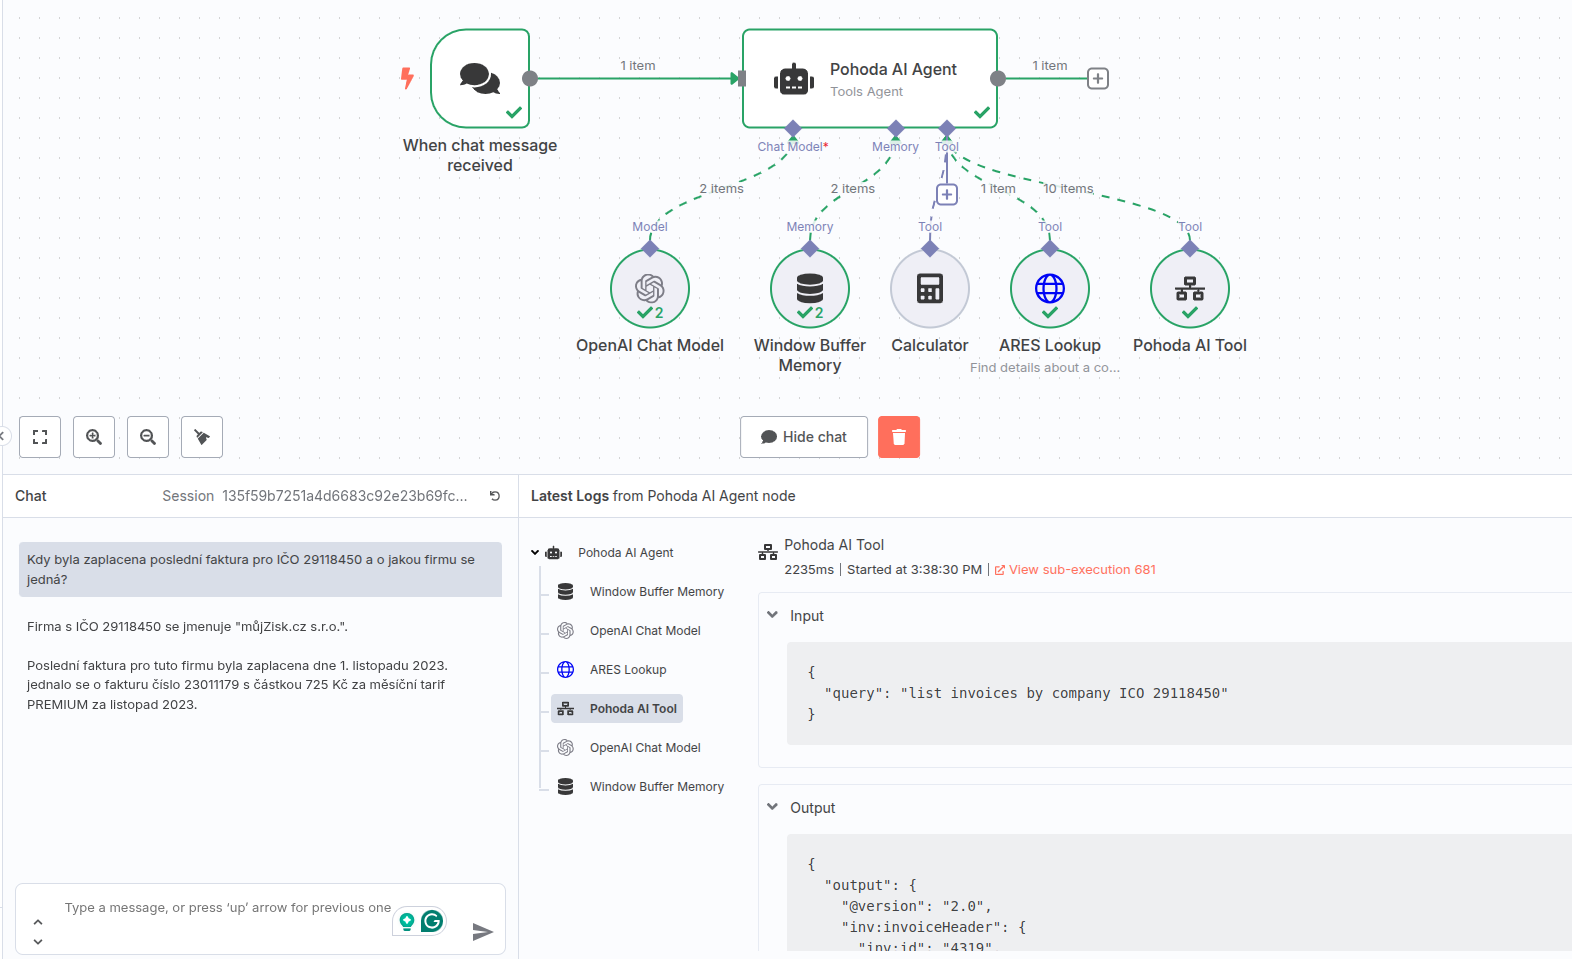 1 item
Pohoda AI Agent
Tools Agent
1 item
When chat message
received
Chat Model*
Memory
Tool
2 items
2 items
1 item
10 items
Model
Memory
Tool
Tool
Tool
2
2
OpenAI Chat Model
Window Buffer
Memory
Calculator
ARES Lookup
Find details about a co...
Pohoda AI Tool
Hide chat
Chat
Session 135f59b7251a4d6683c92e23b69fc...
Kdy byla zaplacena poslední faktura pro IČO 29118450 a o jakou firmu se
jedná?
Firma s IČO 29118450 se jmenuje "můjZisk.cz s.r.o.".
Poslední faktura pro tuto firmu byla zaplacena dne 1. listopadu 2023.
jednalo se o fakturu číslo 23011179 s částkou 725 Kč za měsíční tarif
PREMIUM za listopad 2023.
Type a message, or press ‘up’ arrow for previous one
Latest Logs from Pohoda AI Agent node
Pohoda AI Agent
Window Buffer Memory
OpenAI Chat Model
ARES Lookup
Pohoda AI Tool
OpenAI Chat Model
Window Buffer Memory
Pohoda AI Tool
2235ms | Started at 3:38:30 PM | View sub-execution 681
Input
{
"query": "list invoices by company ICO 29118450"
}
Output
{
"output": {
"@version": "2.0",
"inv:invoiceHeader": {
"inv:id": "4319",